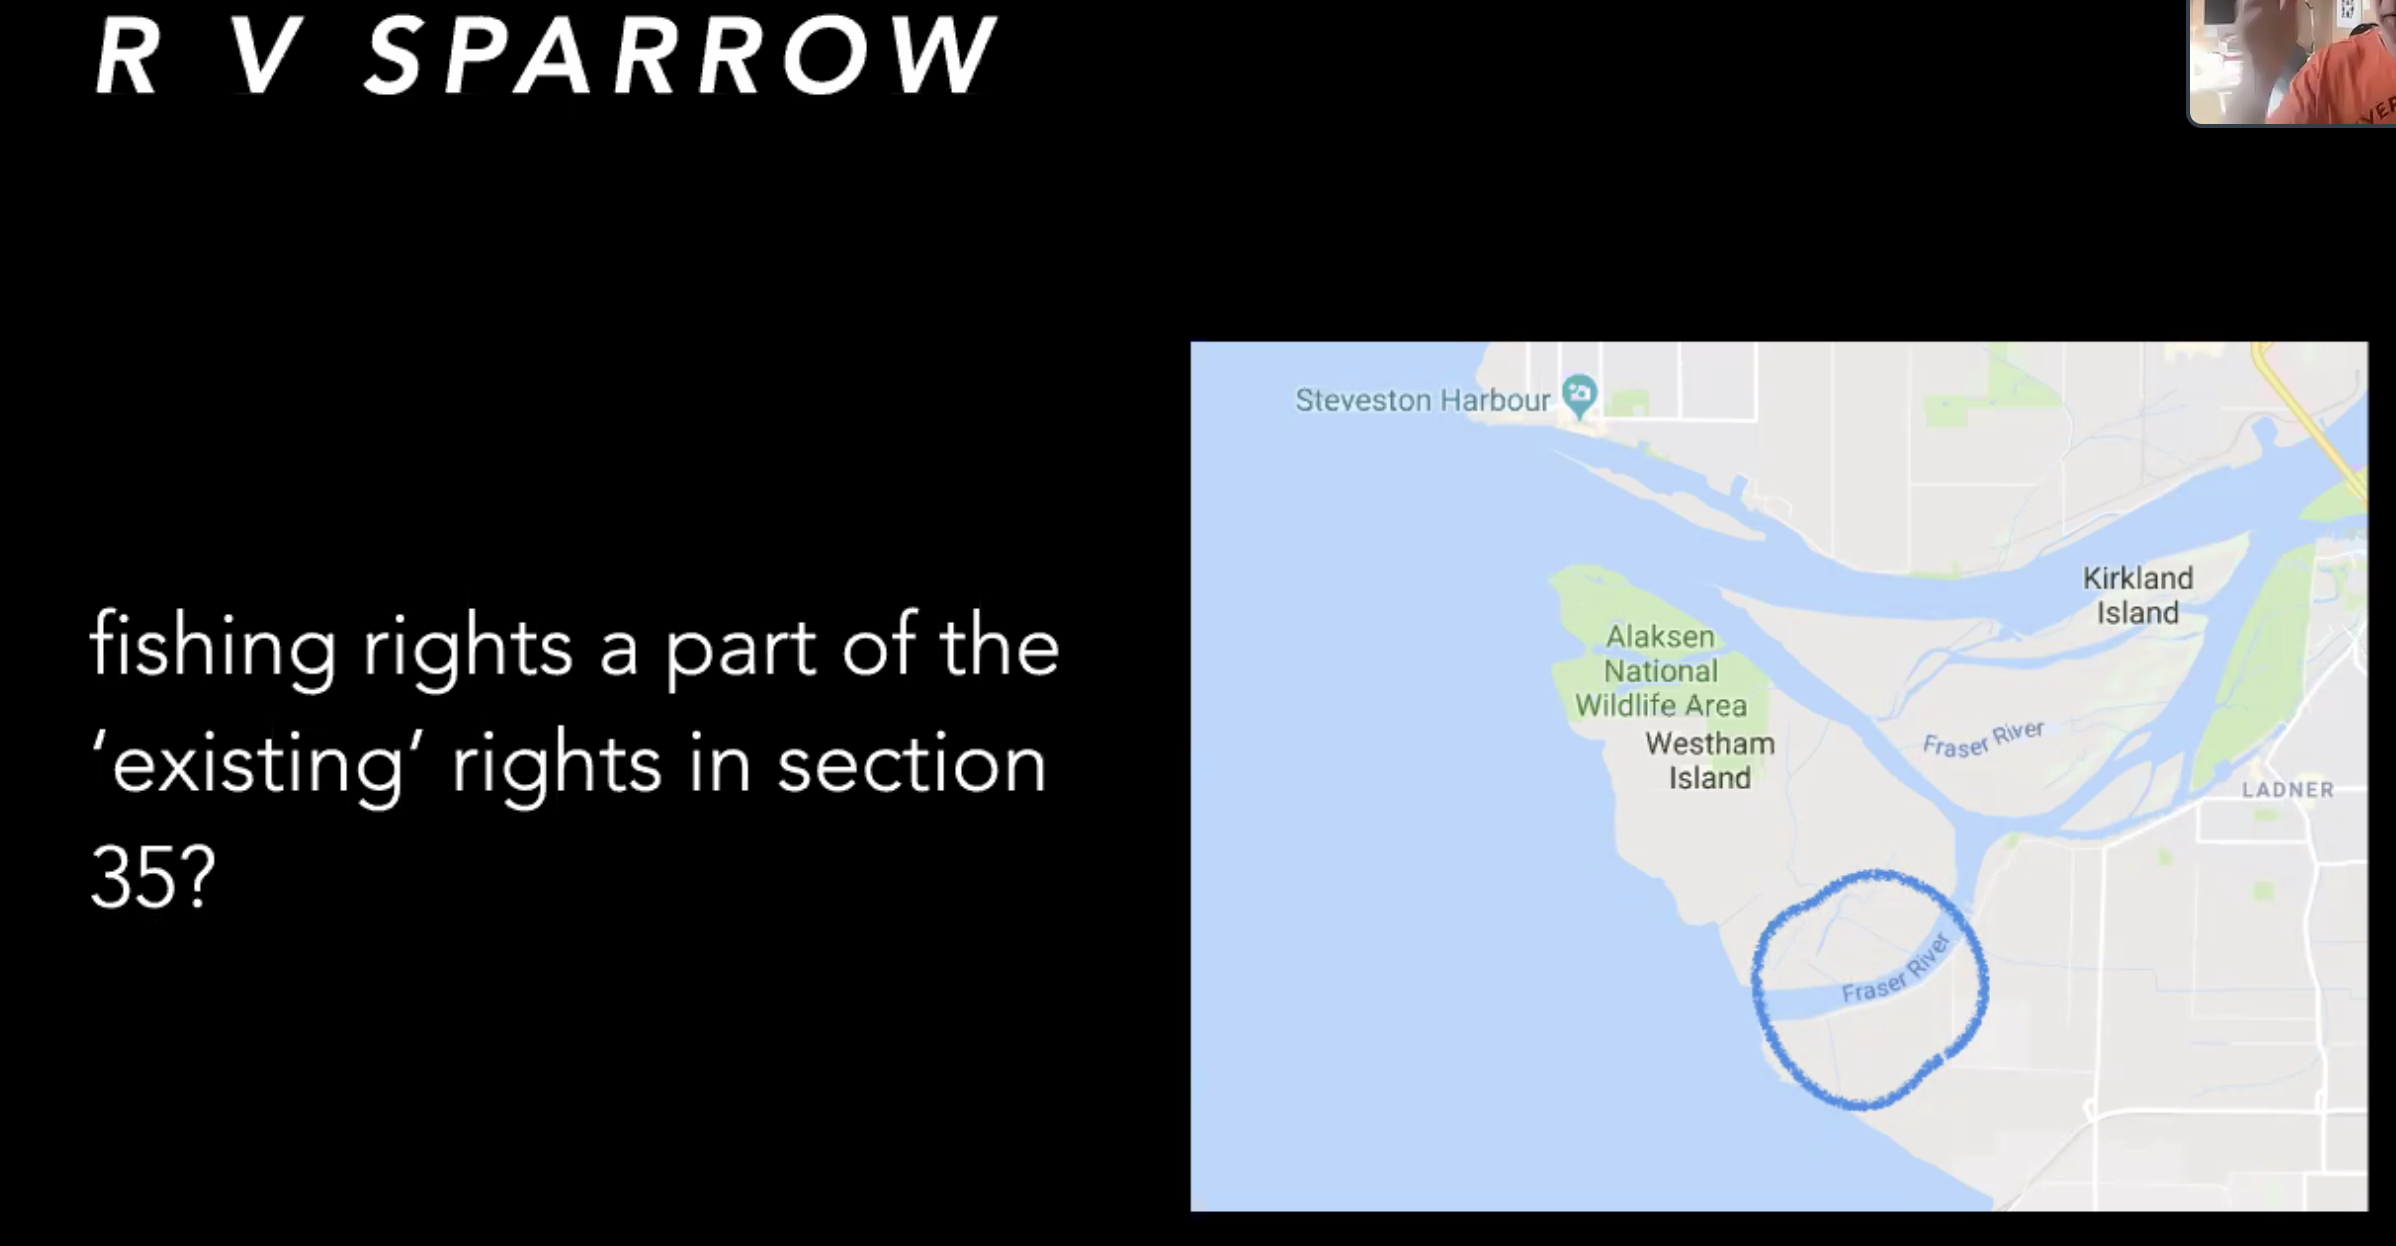 R V SPARROW
fishing rights a part of the
‘existing’ rights in section
35?
Steveston Harbour
Kirkland
Island
Alaksen
National
Wildlife Area
Westham
Island
Fraser River
LADNER
Fraser River